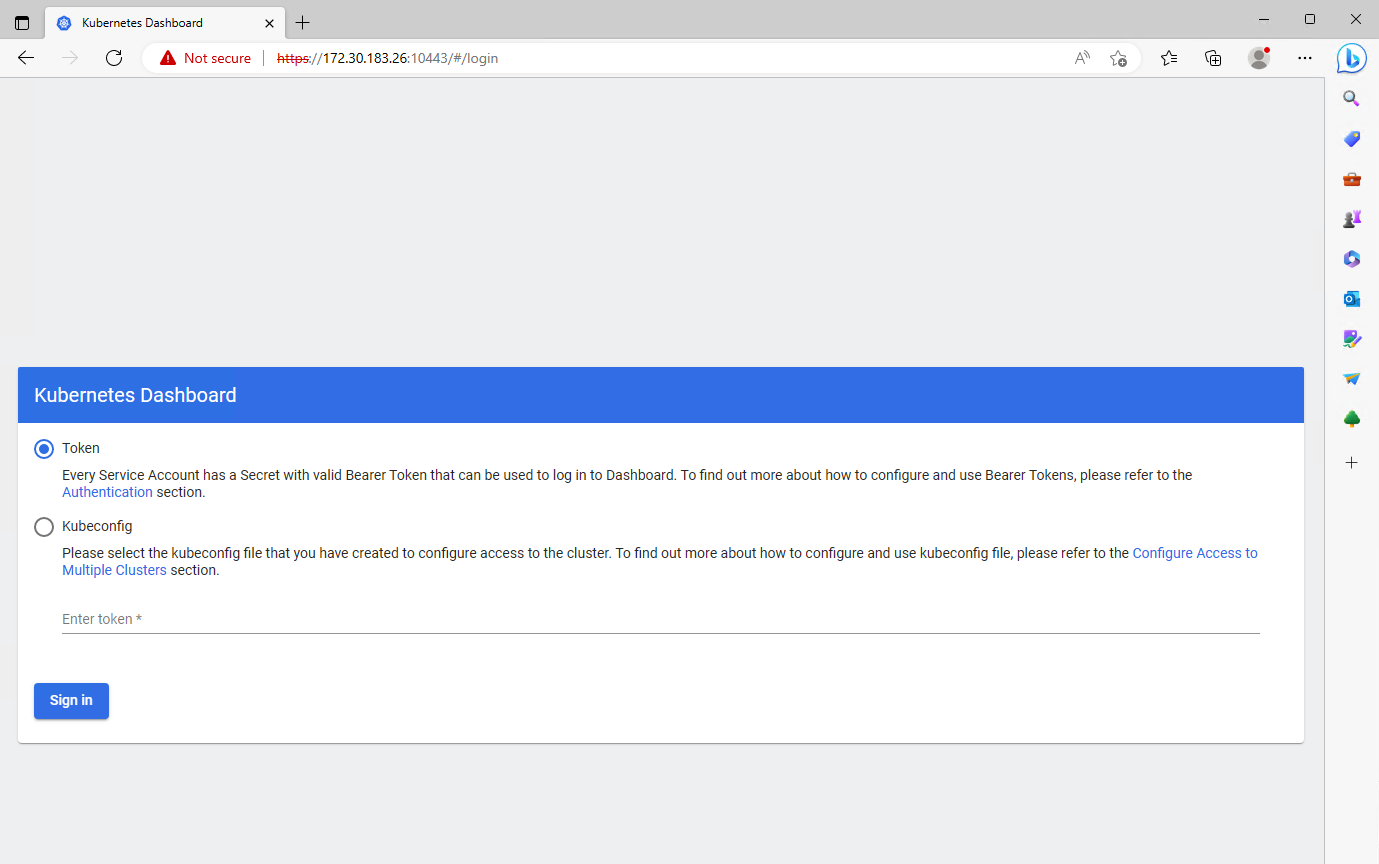 Kubernetes Dashboard
Not secure https://172.30.183.26:10443/#/login
Kubernetes Dashboard
Token
Every Service Account has a Secret with valid Bearer Token that can be used to log in to Dashboard. To find out more about how to configure and use Bearer Tokens, please refer to the
Authentication section.
Kubeconfig
Please select the kubeconfig file that you have created to configure access to the cluster. To find out more about how to configure and use kubeconfig file, please refer to the Configure Access to
Multiple Clusters section.
Enter token *
Sign in